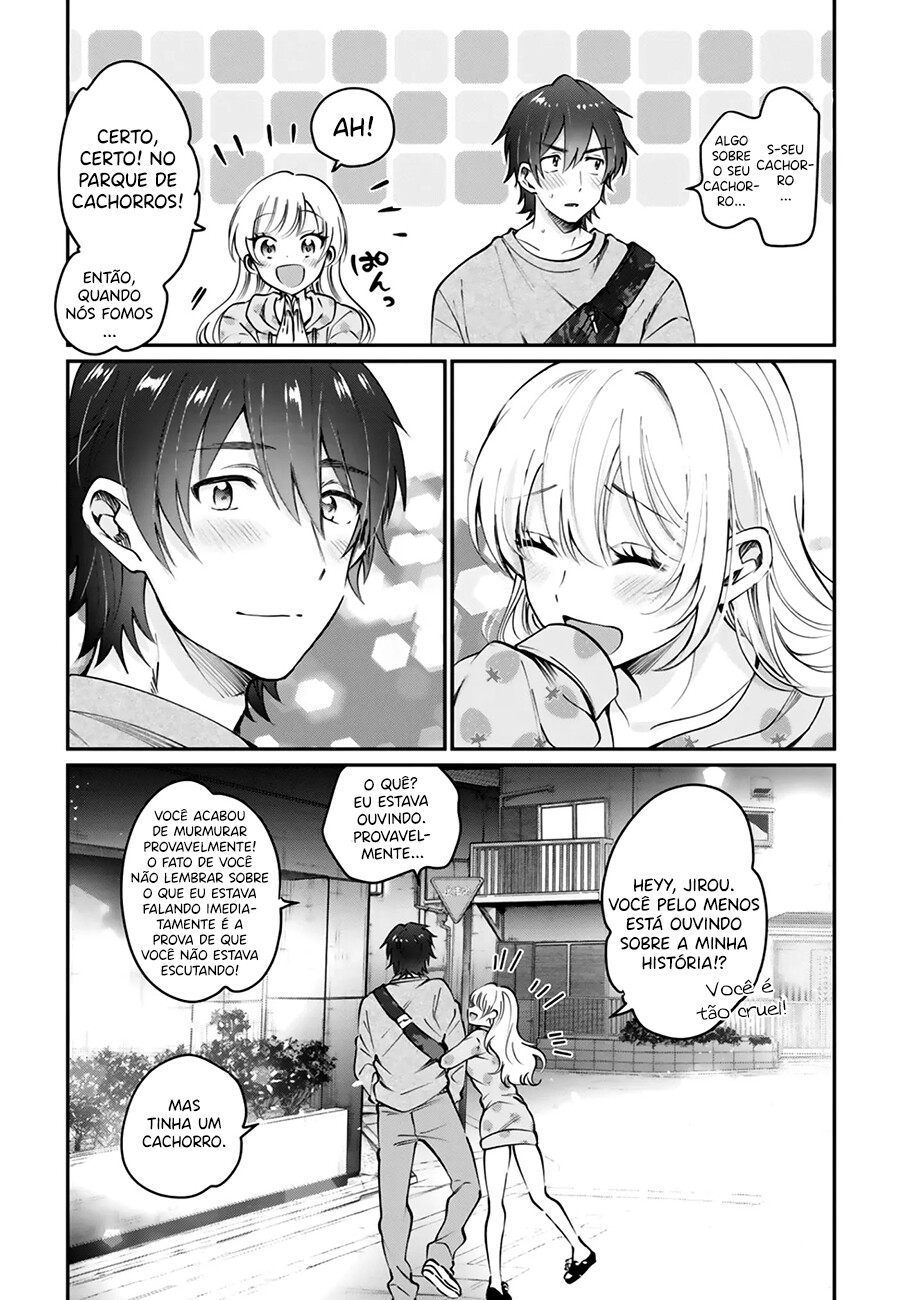 S-SEU
CACHOR-
RO
...
ALGO
SOBRE
O SEU
CACHOR-
RO...
AH!
ぱんっ
CERTO,
CERTO! NO
PARQUE DE
CACHORROS!
ENTÃO,
QUANDO
NÓS FOMOS
...
HEYY, JIROU.
VOCÊ PELO MENOS
ESTÁ OUVINDO
SOBRE A MINHA
HISTÓRIA!?
Você é
tão cruel!
O QUÊ?
EU ESTAVA
OUVINDO.
PROVAVEL-
MENTE...
VOCÊ ACABOU
DE MURMURAR
PROVAVELMENTE!
O FATO DE VOCÊ
NÃO LEMBRAR SOBRE
O QUE EU ESTAVA
FALANDO IMEDIA-
TAMENTE É A
PROVA DE QUE
VOCÊ NÃO ESTAVA
ESCUTANDO!
MAS
TINHA UM
CACHORRO.